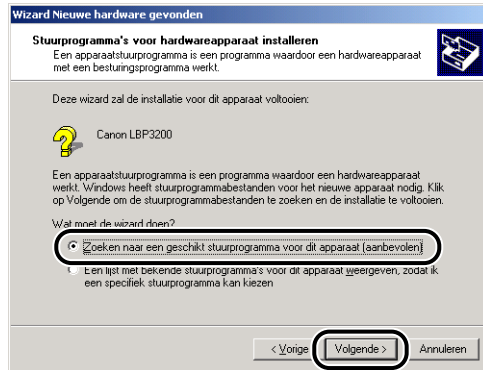 Wizard Nieuwe hardware gevonden
Stuurprogramma's voor hardwareapparaat installeren
Een apparaatstuurprogramma is een programma waardoor een hardwareapparaat
met een besturingsprogramma werkt.
Deze wizard zal de installatie voor dit apparaat voltooien:
Canon LBP3200
Een apparaatstuurprogramma is een programma waardoor een hardwareapparaat
werkt. Windows heeft stuurprogrammabestanden voor het nieuwe apparaat nodig. Klik
op Volgende om de stuurprogrammabestanden te zoeken en de installatie te voltooien.
Wat moet de wizard doen?
Zoeken naar een geschikt stuurprogramma voor dit apparaat (aanbevolen)
Een lijst met bekende stuurprogramma's voor dit apparaat weergeven, zodat ik
een specifiek stuurprogramma kan kiezen
< Vorige Volgende > Annuleren